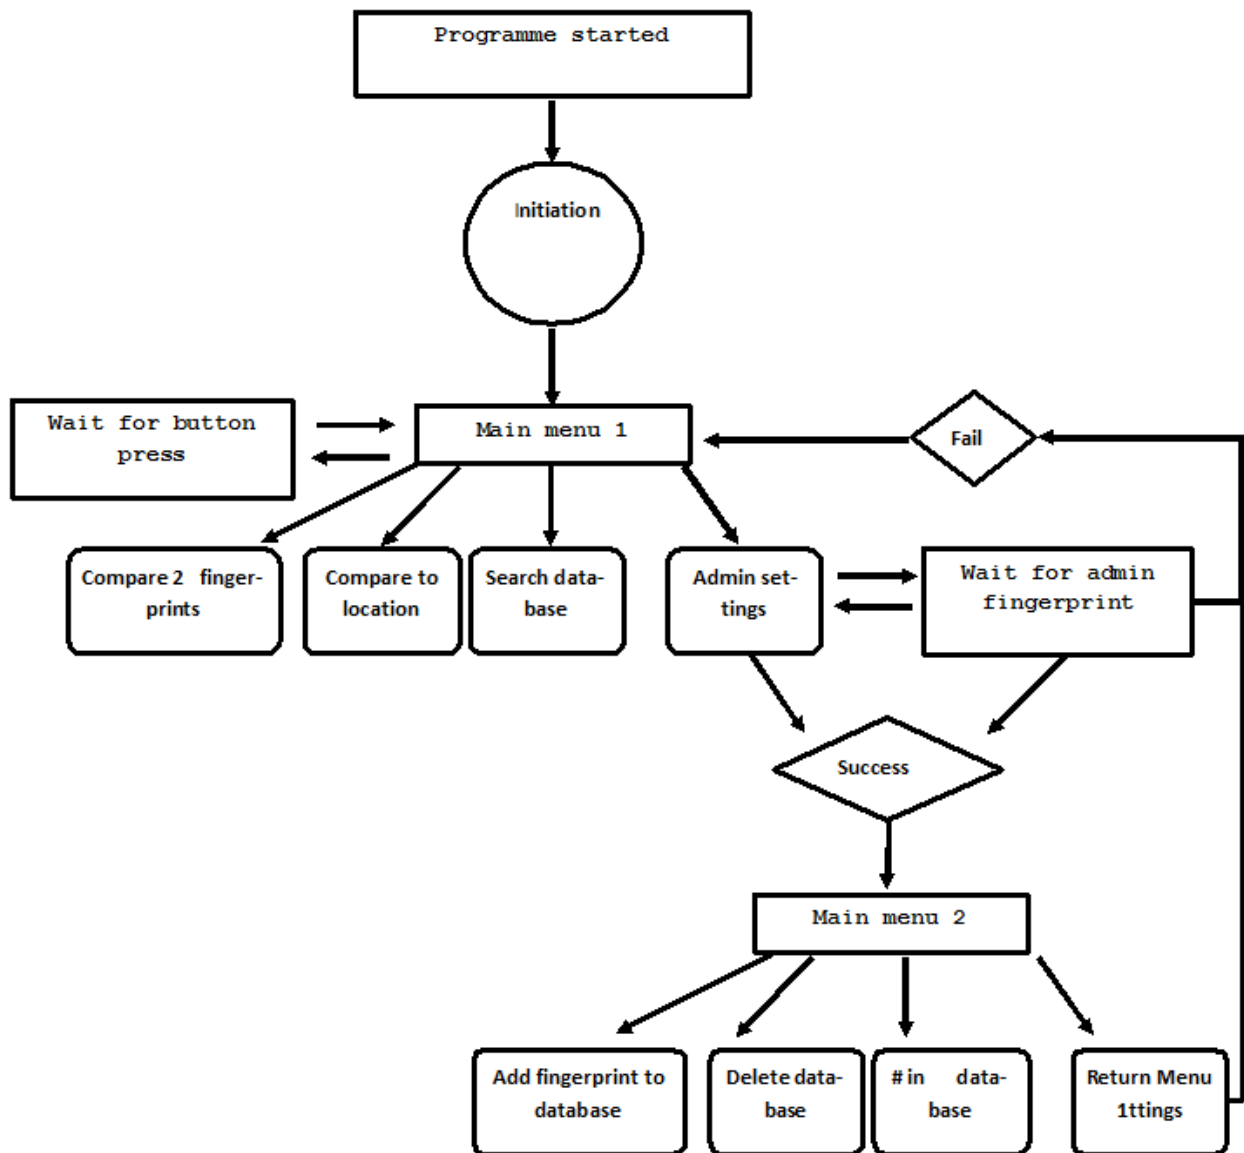 Programme started
Initiation
Wait for button
press
Main menu 1
Fail
Compare 2 finger-
prints
Compare to
location
Search data-
base
Admin set-
tings
Wait for admin
fingerprint
Success
Main menu 2
Add fingerprint to
database
Delete data-
base
# in data-
base
Return Menu
1ttings